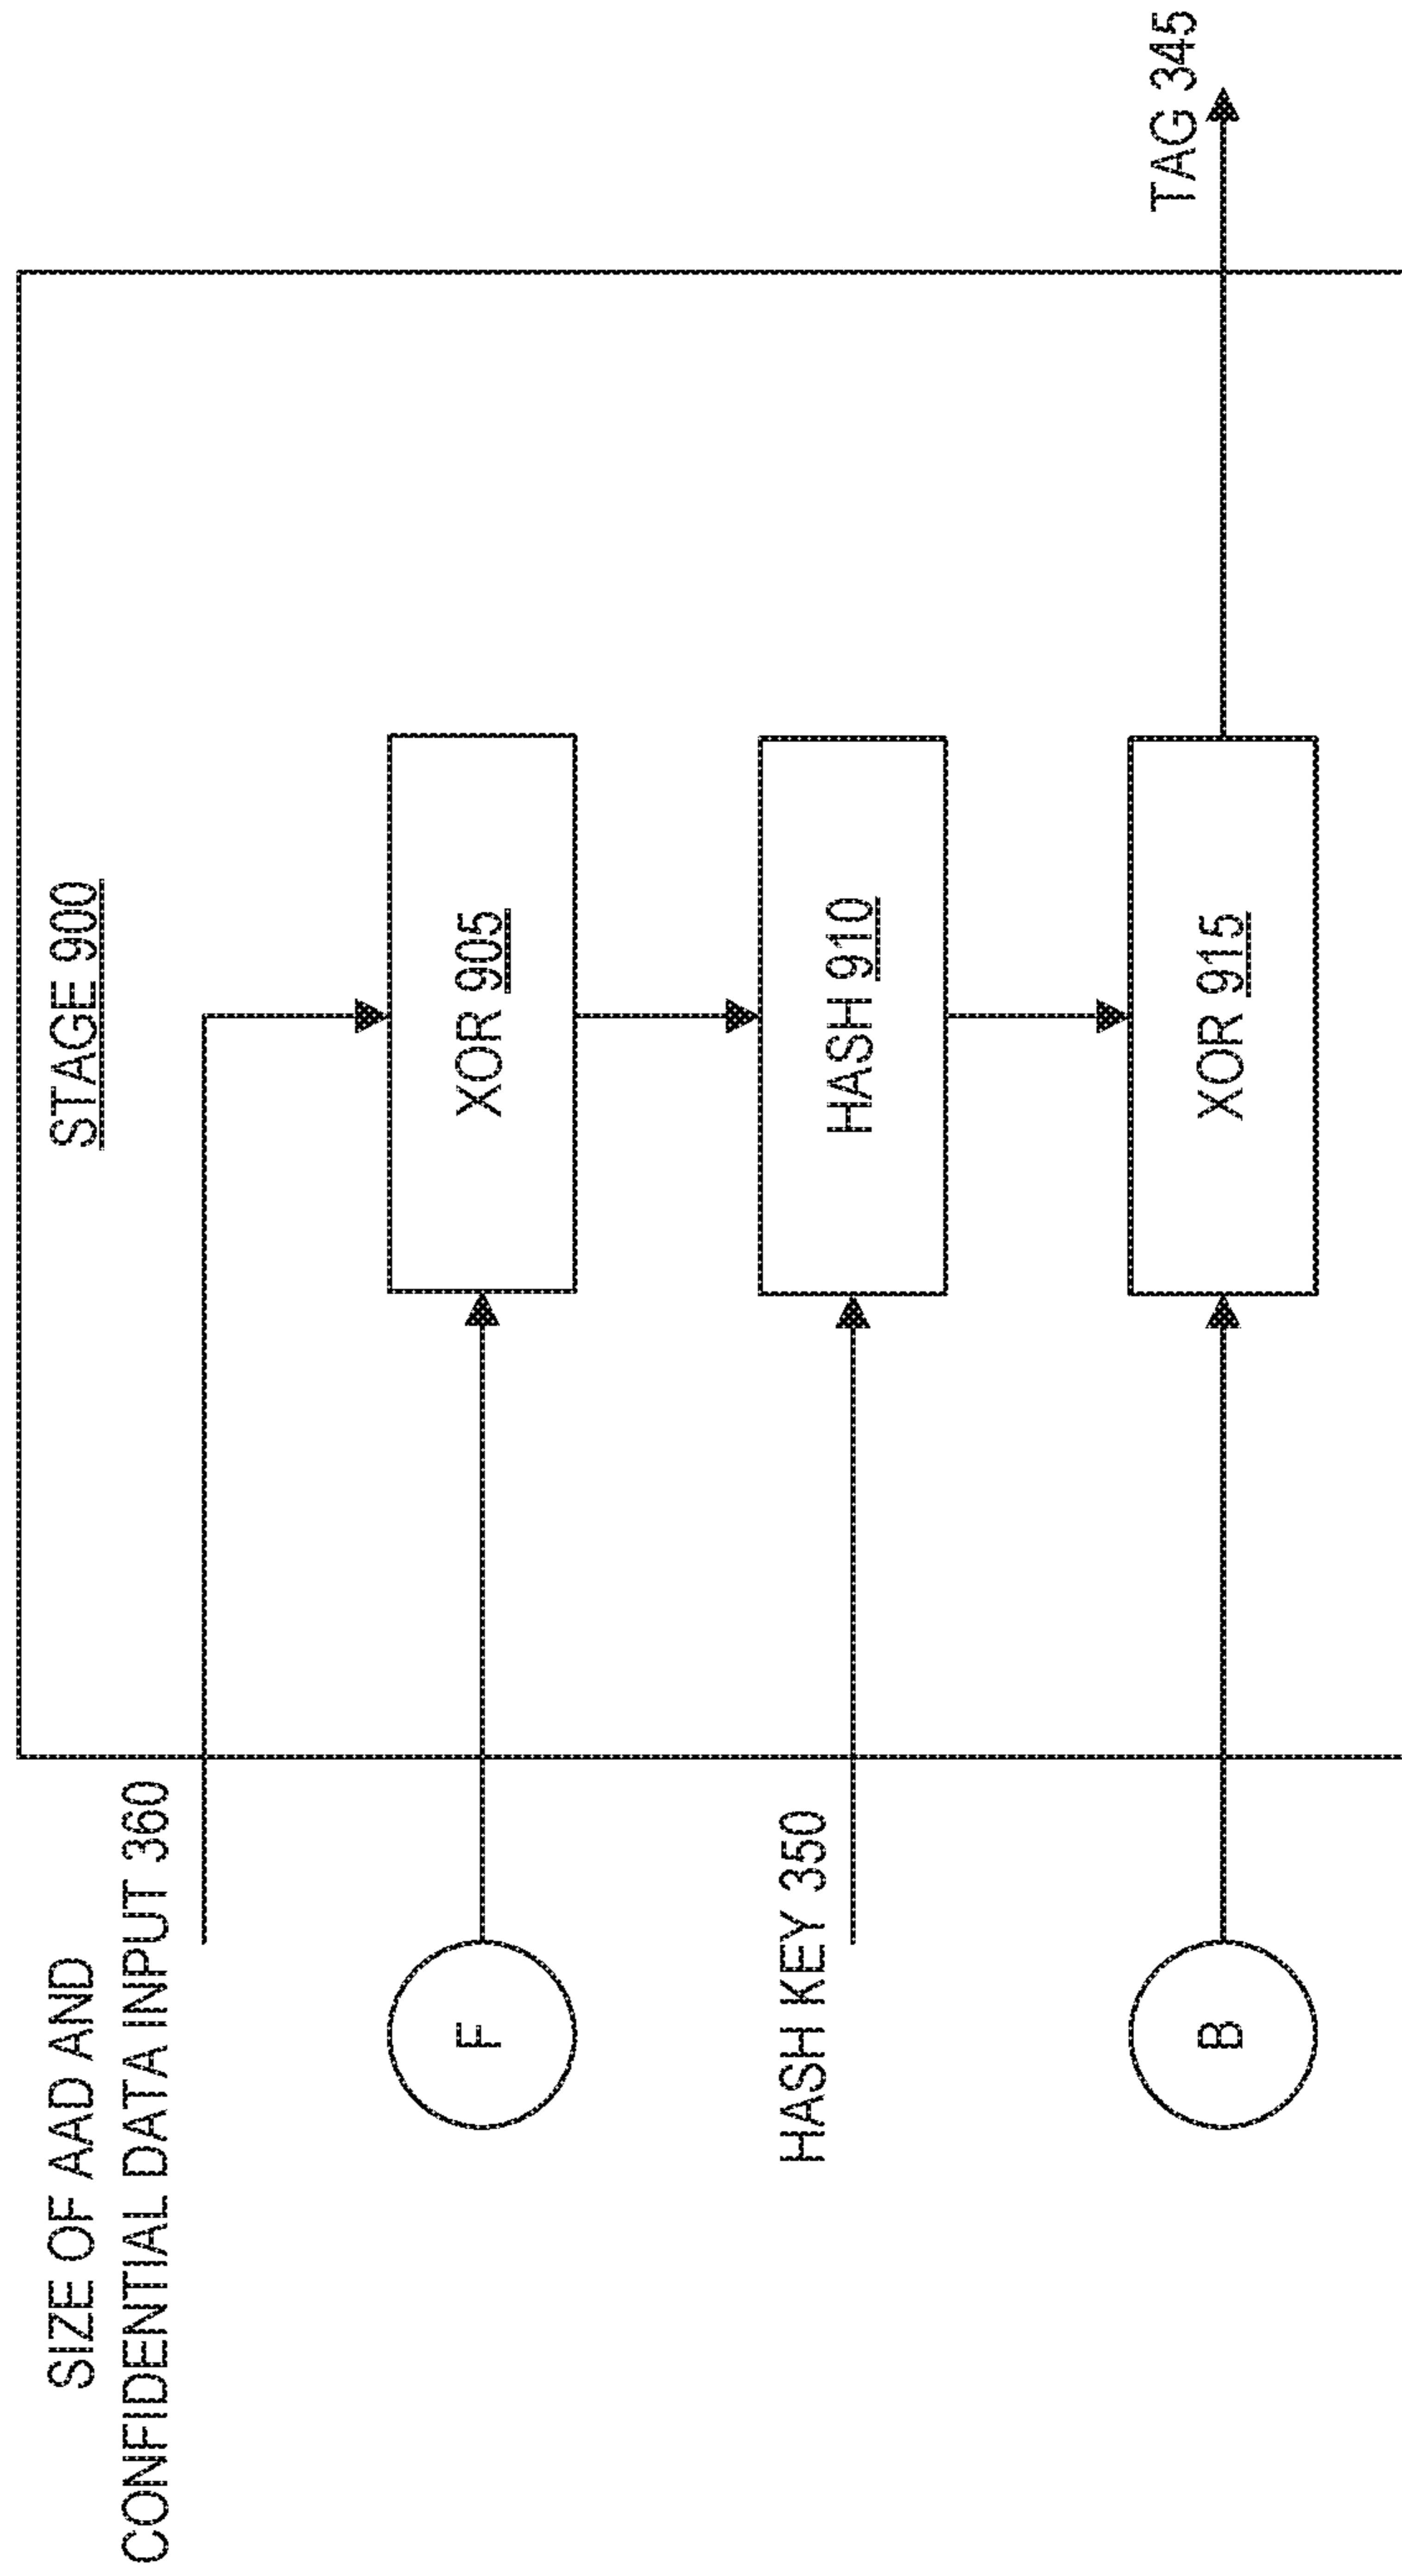 STAGE 900
SIZE OF AAD AND
CONFIDENTIAL DATA INPUT 360
F
XOR 905
HASH KEY 350
HASH 910
B
XOR 915
TAG 345